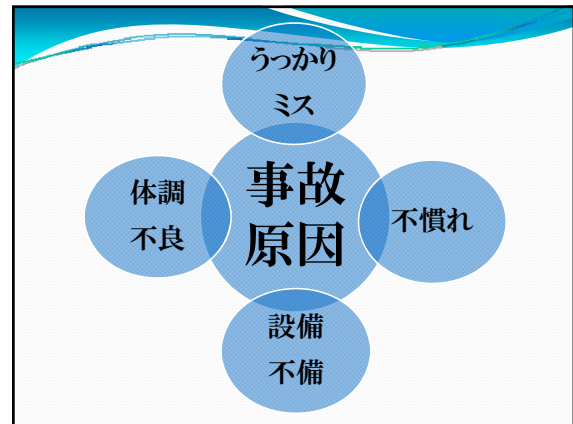 うっかり
ミス
体調
不良
事故
原因
不慣れ
設備
不備